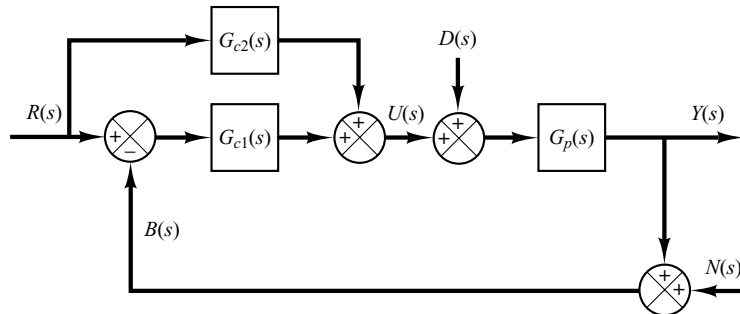 G_{c2}(s)
D(s)
R(s)
U(s)
Y(s)
+
+
+
+
+
−
G_{c1}(s)
G_p(s)
B(s)
N(s)
+
+